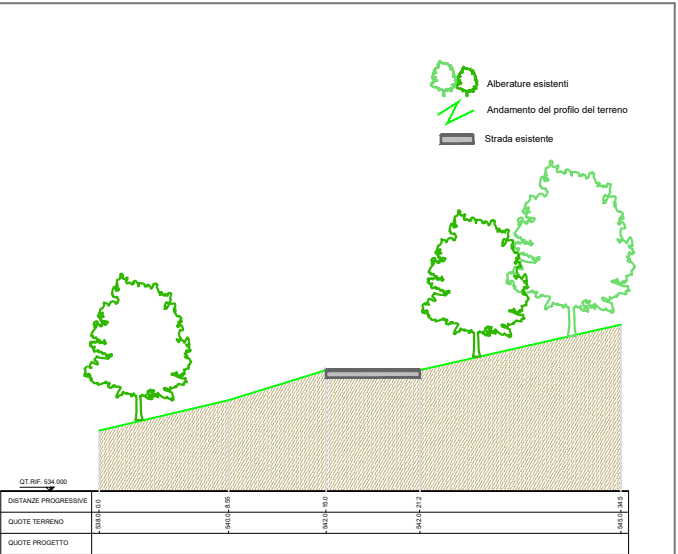 Alberature esistenti
Andamento del profilo del terreno
Strada esistente
QT.RIF. 534.000
DISTANZE PROGRESSIVE 0.0 8.55 15.0 21.2 34.5
QUOTE TERRENO 538.0 540.0 542.0 542.0 545.0
QUOTE PROGETTO